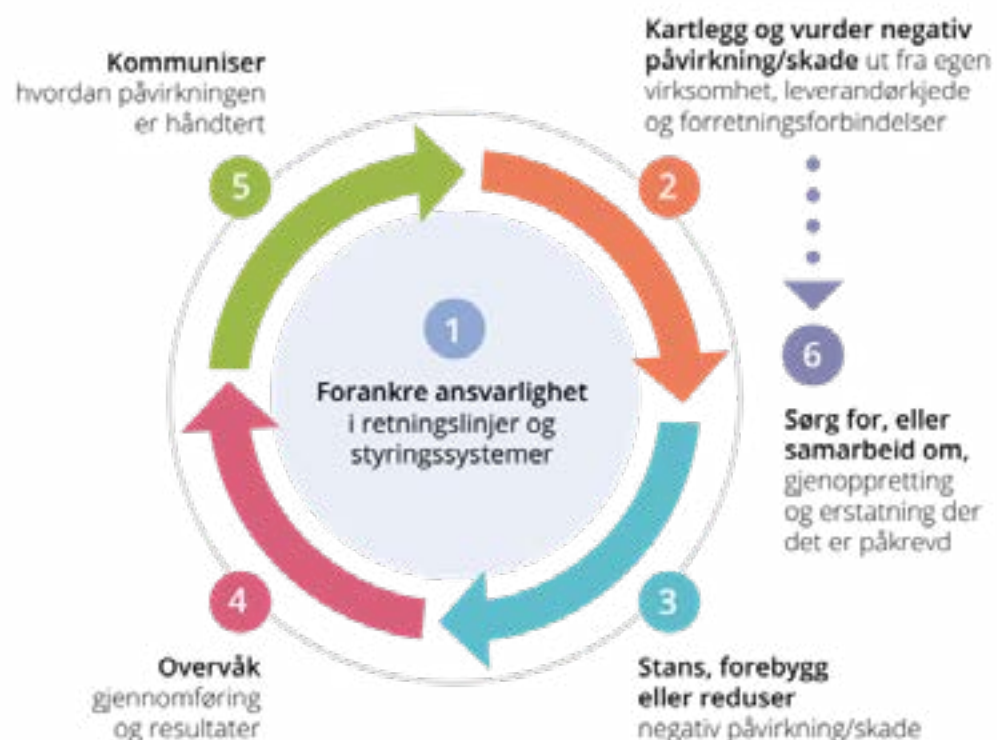 1
Forankre ansvarlighet
i retningslinjer og
styringssystemer
2
Kartlegg og vurder negativ
påvirkning/skade ut fra egen
virksomhet, leverandørkjede
og forretningsforbindelser
3
Stans, forebygg
eller reduser
negativ påvirkning/skade
4
Overvåk
gjennomføring
og resultater
5
Kommuniser
hvordan påvirkningen
er håndtert
6
Sørg for, eller
samarbeid om,
gjenoppretting
og erstatning der
det er påkrevd